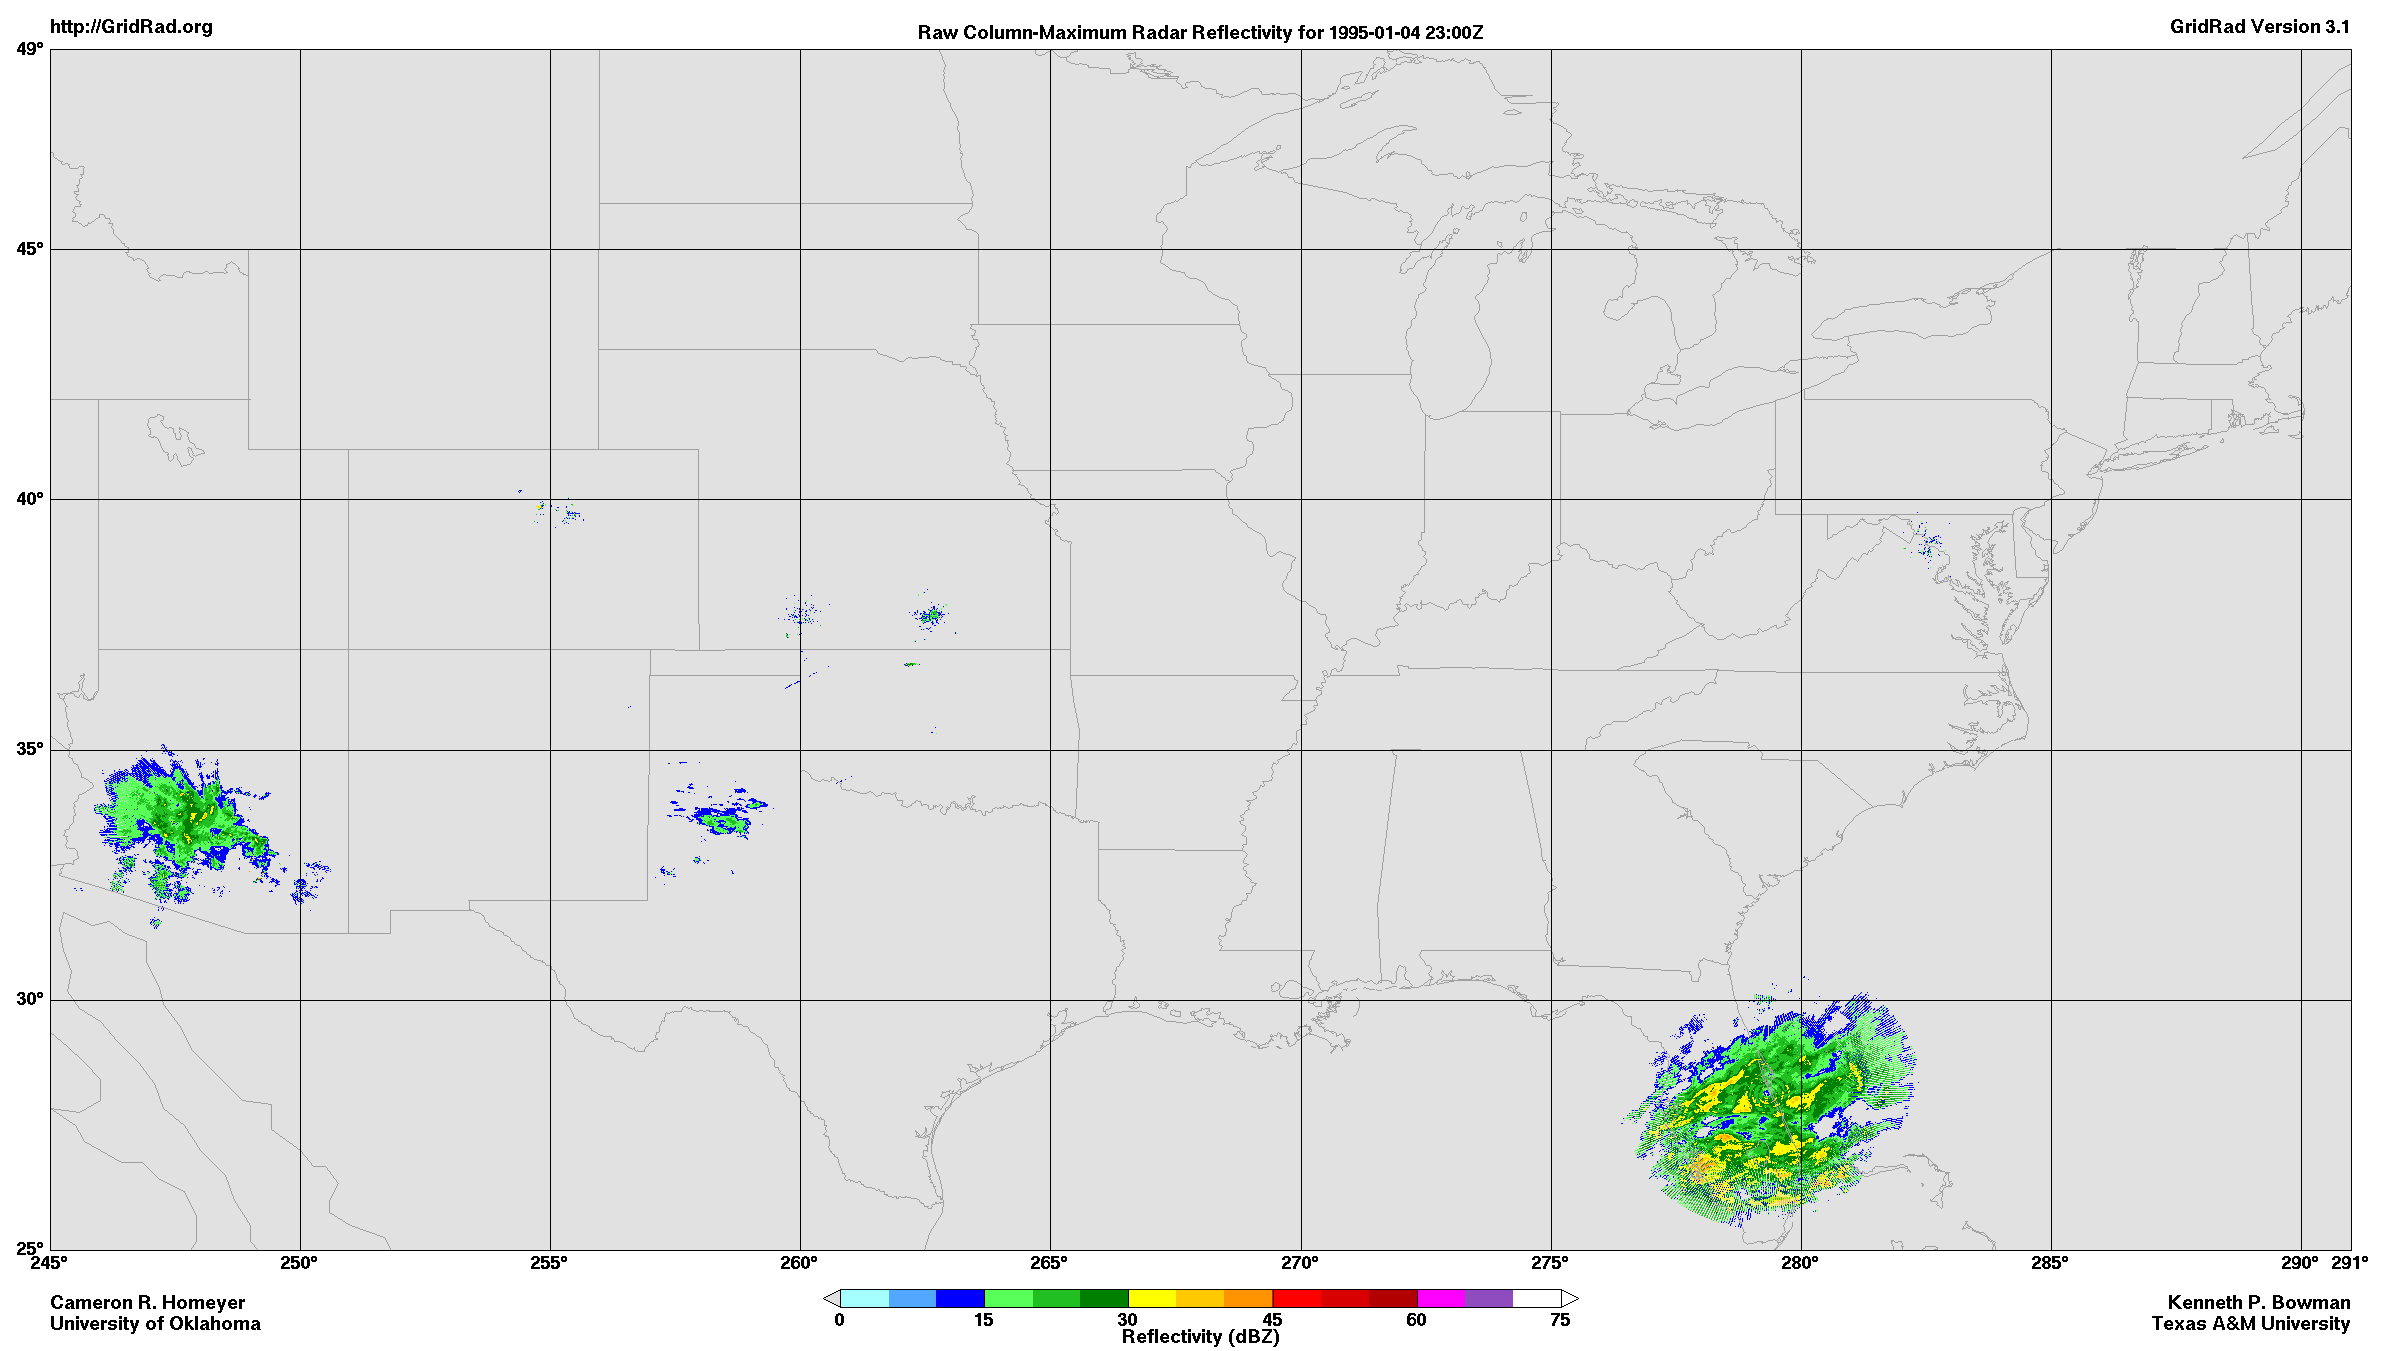 http://GridRad.org
Raw Column-Maximum Radar Reflectivity for 1995-01-04 23:00Z
GridRad Version 3.1
49°
45°
40°
35°
30°
25°
245° 250° 255° 260° 265° 270° 275° 280° 285° 290° 291°
Cameron R. Homeyer
University of Oklahoma
0 15 30 45 60 75
Reflectivity (dBZ)
Kenneth P. Bowman
Texas A&M University